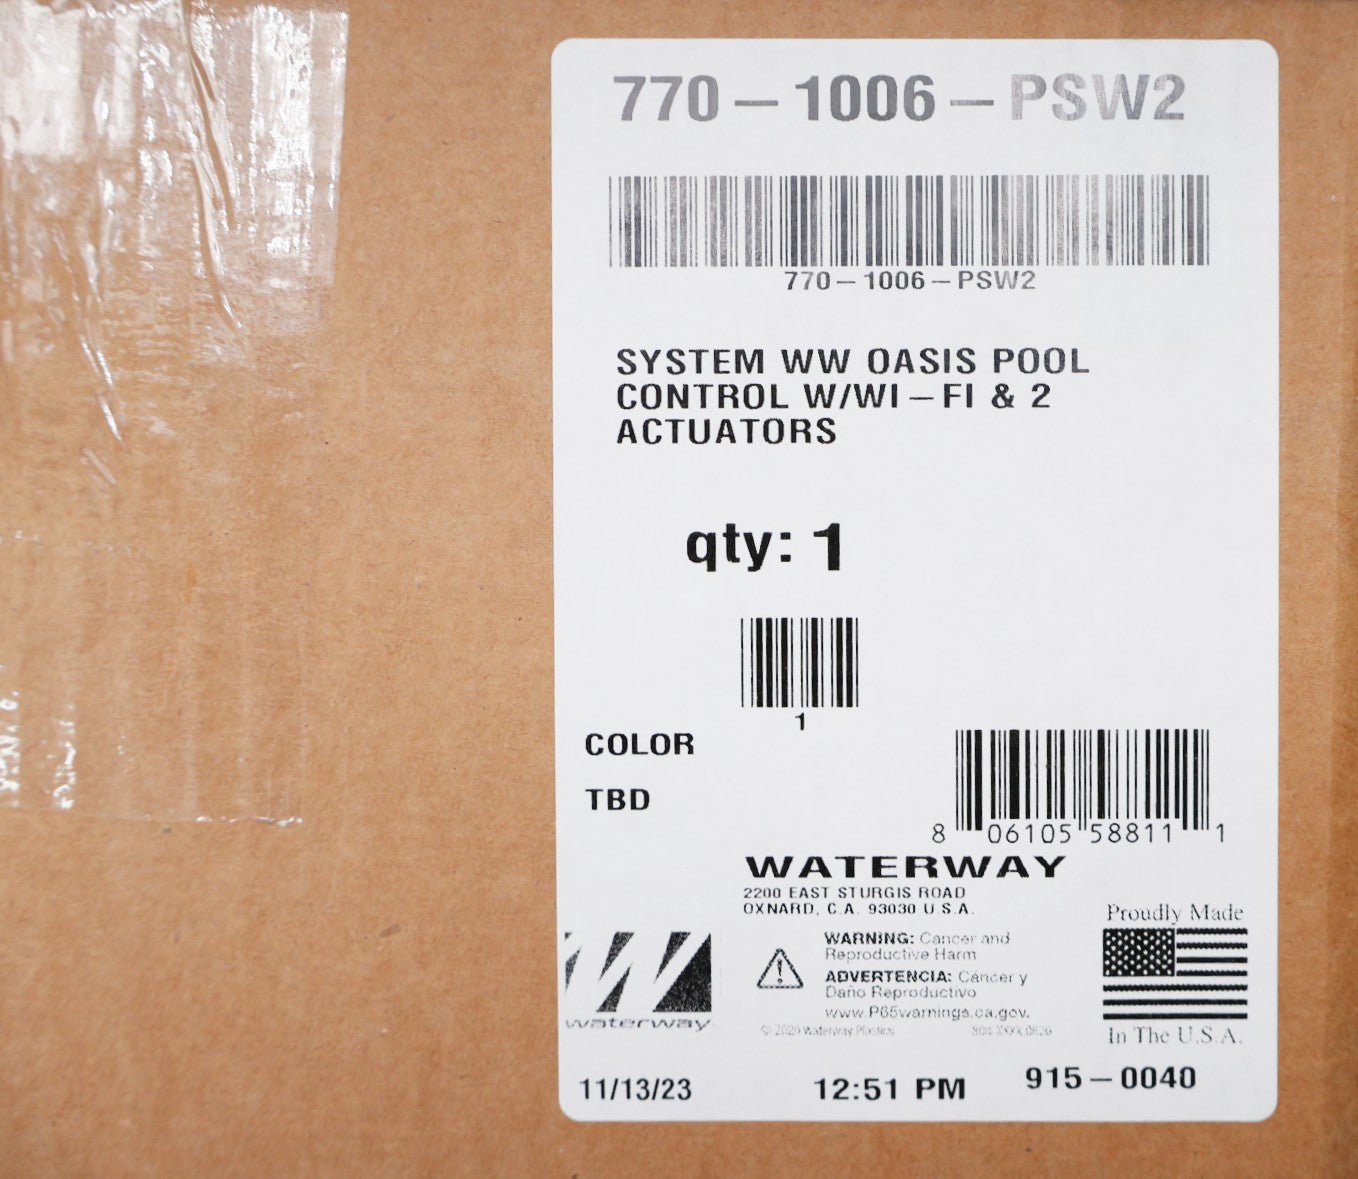 770-1006-PSW2
770-1006-PSW2
SYSTEM WW OASIS POOL
CONTROL W/WI-FI & 2
ACTUATORS
qty: 1
1
COLOR
TBD
8 06105 58811 1
WATERWAY
2200 EAST STURGIS ROAD
OXNARD, C.A. 93030 U S.A.
WARNING: Cancer and
Reproductive Harm
ADVERTENCIA: Cáncer y
Daño Reproductivo
www.P65warnings.ca.gov.
© 2020 Waterway Plastics
waterway
Proudly Made
In The U.S.A.
11/13/23
12:51 PM
915-0040